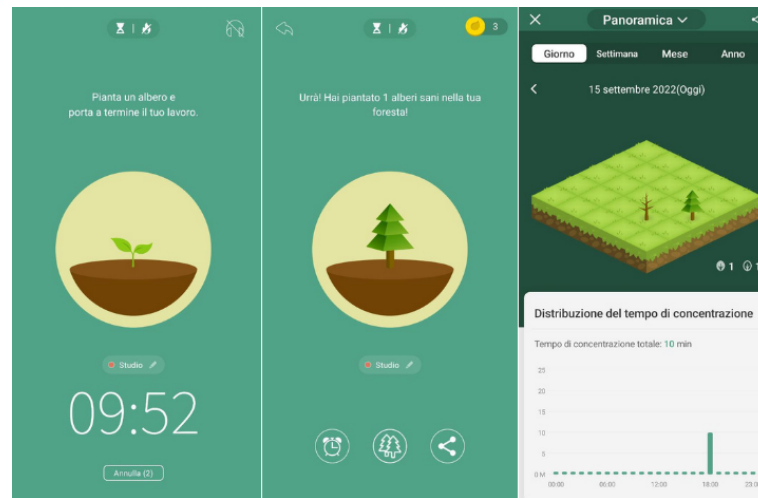 Pianta un albero e
porta a termine il tuo lavoro.
Studio
09:52
Annulla (2)
3
Urrà! Hai piantato 1 alberi sani nella tua
foresta!
Studio
Panoramica
Giorno Settimana Mese Anno
15 settembre 2022(Oggi)
1 1
Distribuzione del tempo di concentrazione
Tempo di concentrazione totale: 10 min
25
20
15
10
5
0 M
00:00 06:00 12:00 18:00 23:0